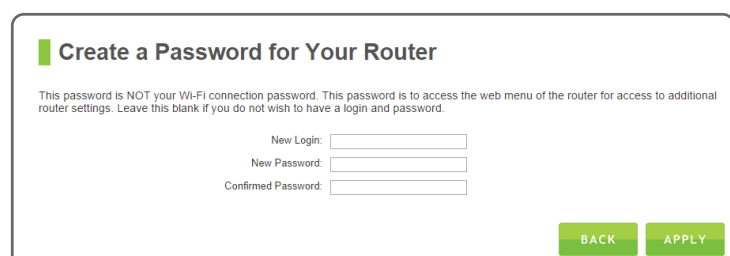 Create a Password for Your Router
This password is NOT your Wi-Fi connection password. This password is to access the web menu of the router for access to additional
router settings. Leave this blank if you do not wish to have a login and password.
New Login:
New Password:
Confirmed Password:
BACK APPLY